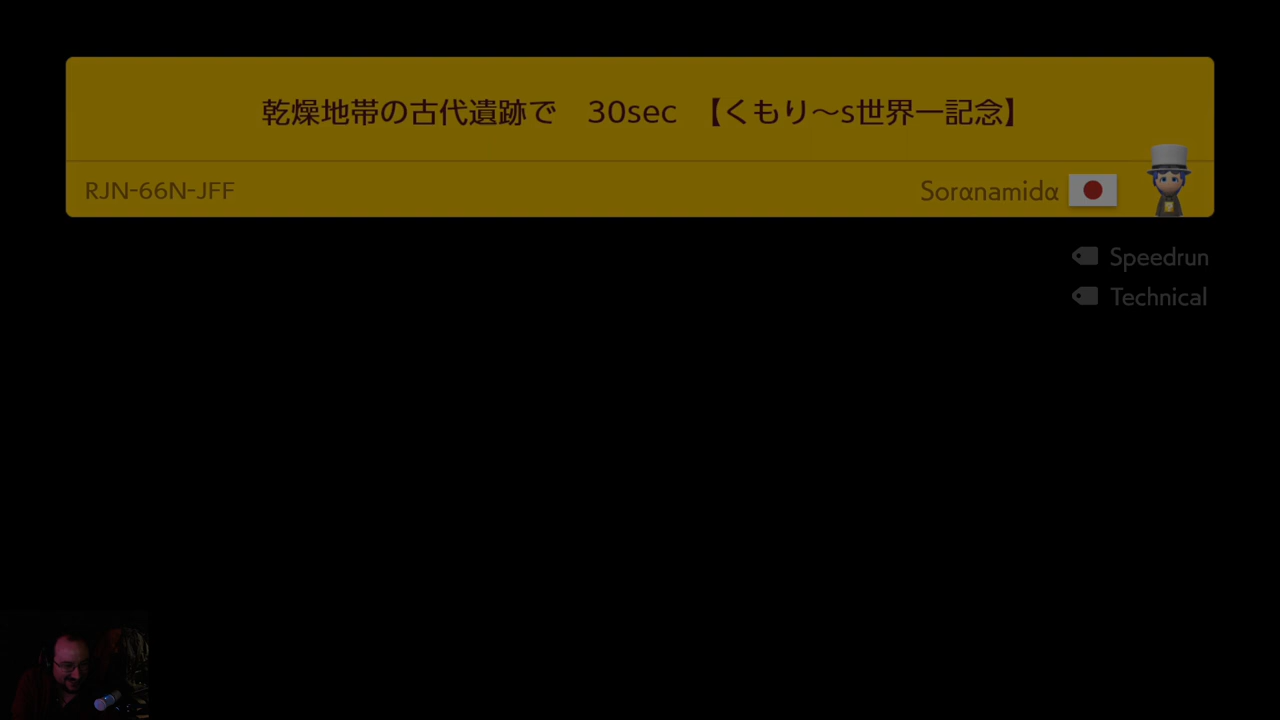 乾燥地帯の古代遺跡で　30sec　【くもり～s世界一記念】
RJN-66N-JFF
Sorαnamidα
Speedrun
Technical